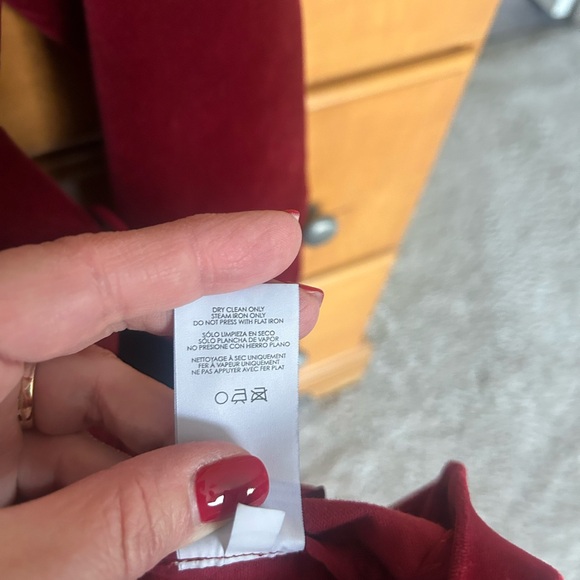 DRY CLEAN ONLY
STEAM IRON ONLY
DO NOT PRESS WITH FLAT IRON
SÓLO LIMPIEZA EN SECO
SÓLO PLANCHA DE VAPOR
NO PRESIONE CON HIERRO PLANO
NETTOYAGE À SEC UNIQUEMENT
FER À VAPEUR UNIQUEMENT
NE PAS APPUYER AVEC FER PLAT